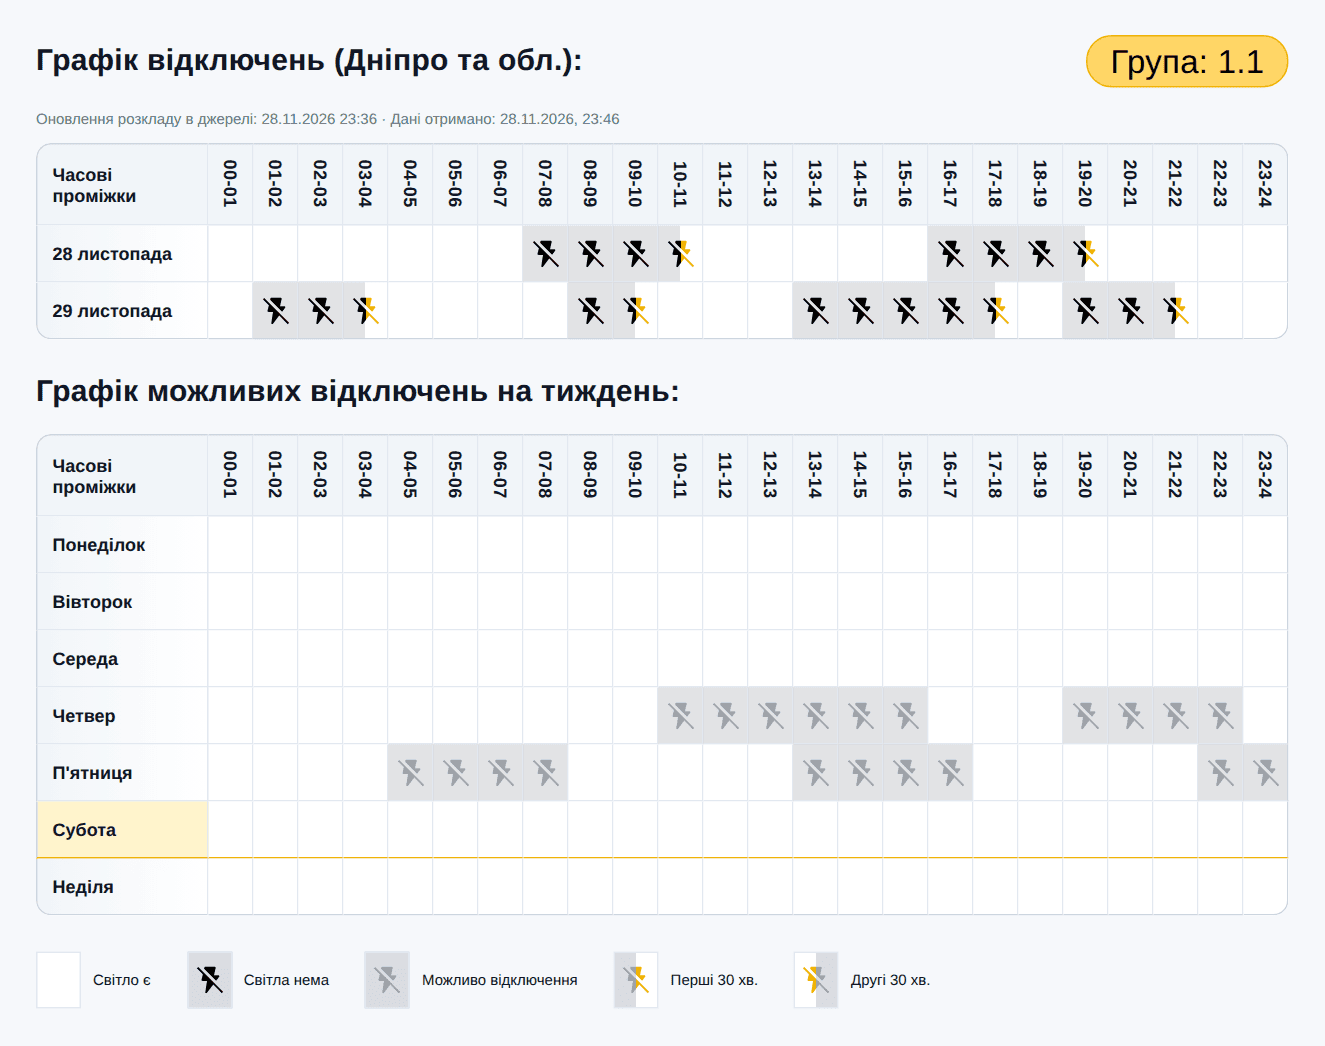 Графік відключень (Дніпро та обл.):
Група: 1.1
Оновлення розкладу в джерелі: 28.11.2026 23:36 · Дані отримано: 28.11.2026, 23:46
Часові проміжки 00-01 01-02 02-03 03-04 04-05 05-06 06-07 07-08 08-09 09-10 10-11 11-12 12-13 13-14 14-15 15-16 16-17 17-18 18-19 19-20 20-21 21-22 22-23 23-24
28 листопада
29 листопада
Графік можливих відключень на тиждень:
Часові проміжки 00-01 01-02 02-03 03-04 04-05 05-06 06-07 07-08 08-09 09-10 10-11 11-12 12-13 13-14 14-15 15-16 16-17 17-18 18-19 19-20 20-21 21-22 22-23 23-24
Понеділок
Вівторок
Середа
Четвер
П'ятниця
Субота
Неділя
Світло є Світла нема Можливо відключення Перші 30 хв. Другі 30 хв.